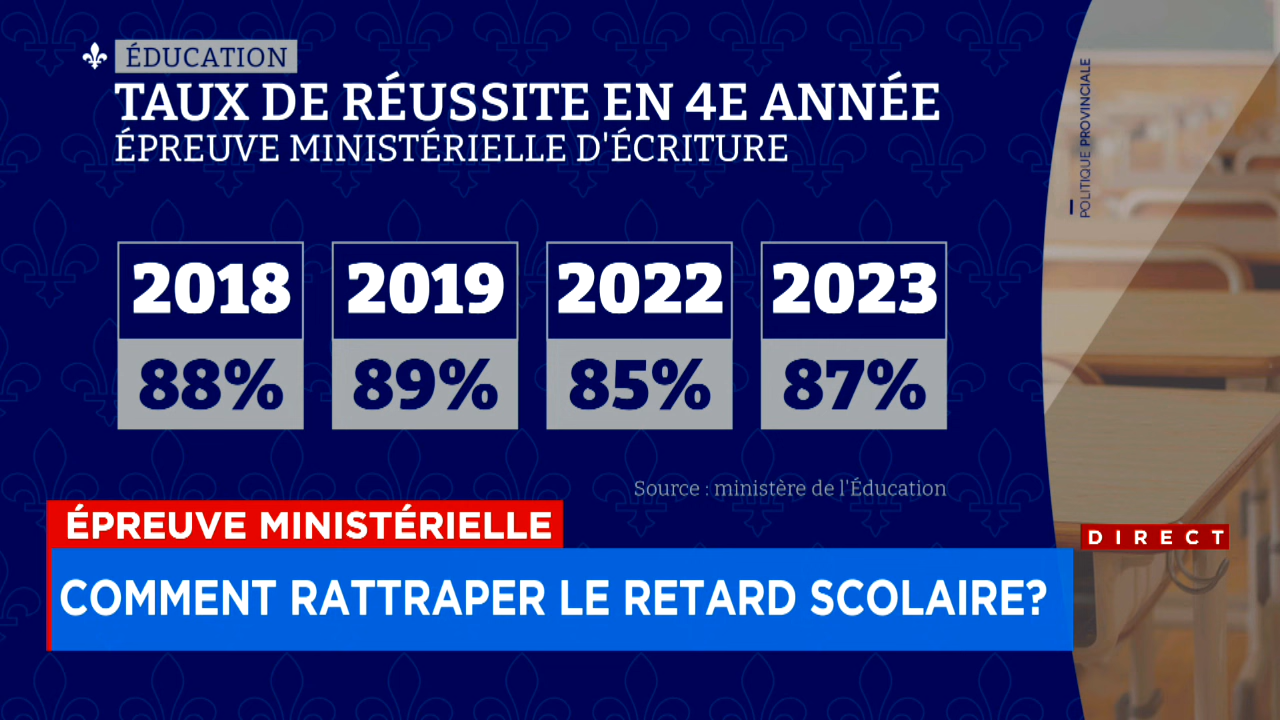 ÉDUCATION
TAUX DE RÉUSSITE EN 4E ANNÉE
ÉPREUVE MINISTÉRIELLE D'ÉCRITURE
POLITIQUE PROVINCIALE
2018 2019 2022 2023
88% 89% 85% 87%
Source : ministère de l'Éducation
ÉPREUVE MINISTÉRIELLE
DIRECT
COMMENT RATTRAPER LE RETARD SCOLAIRE?